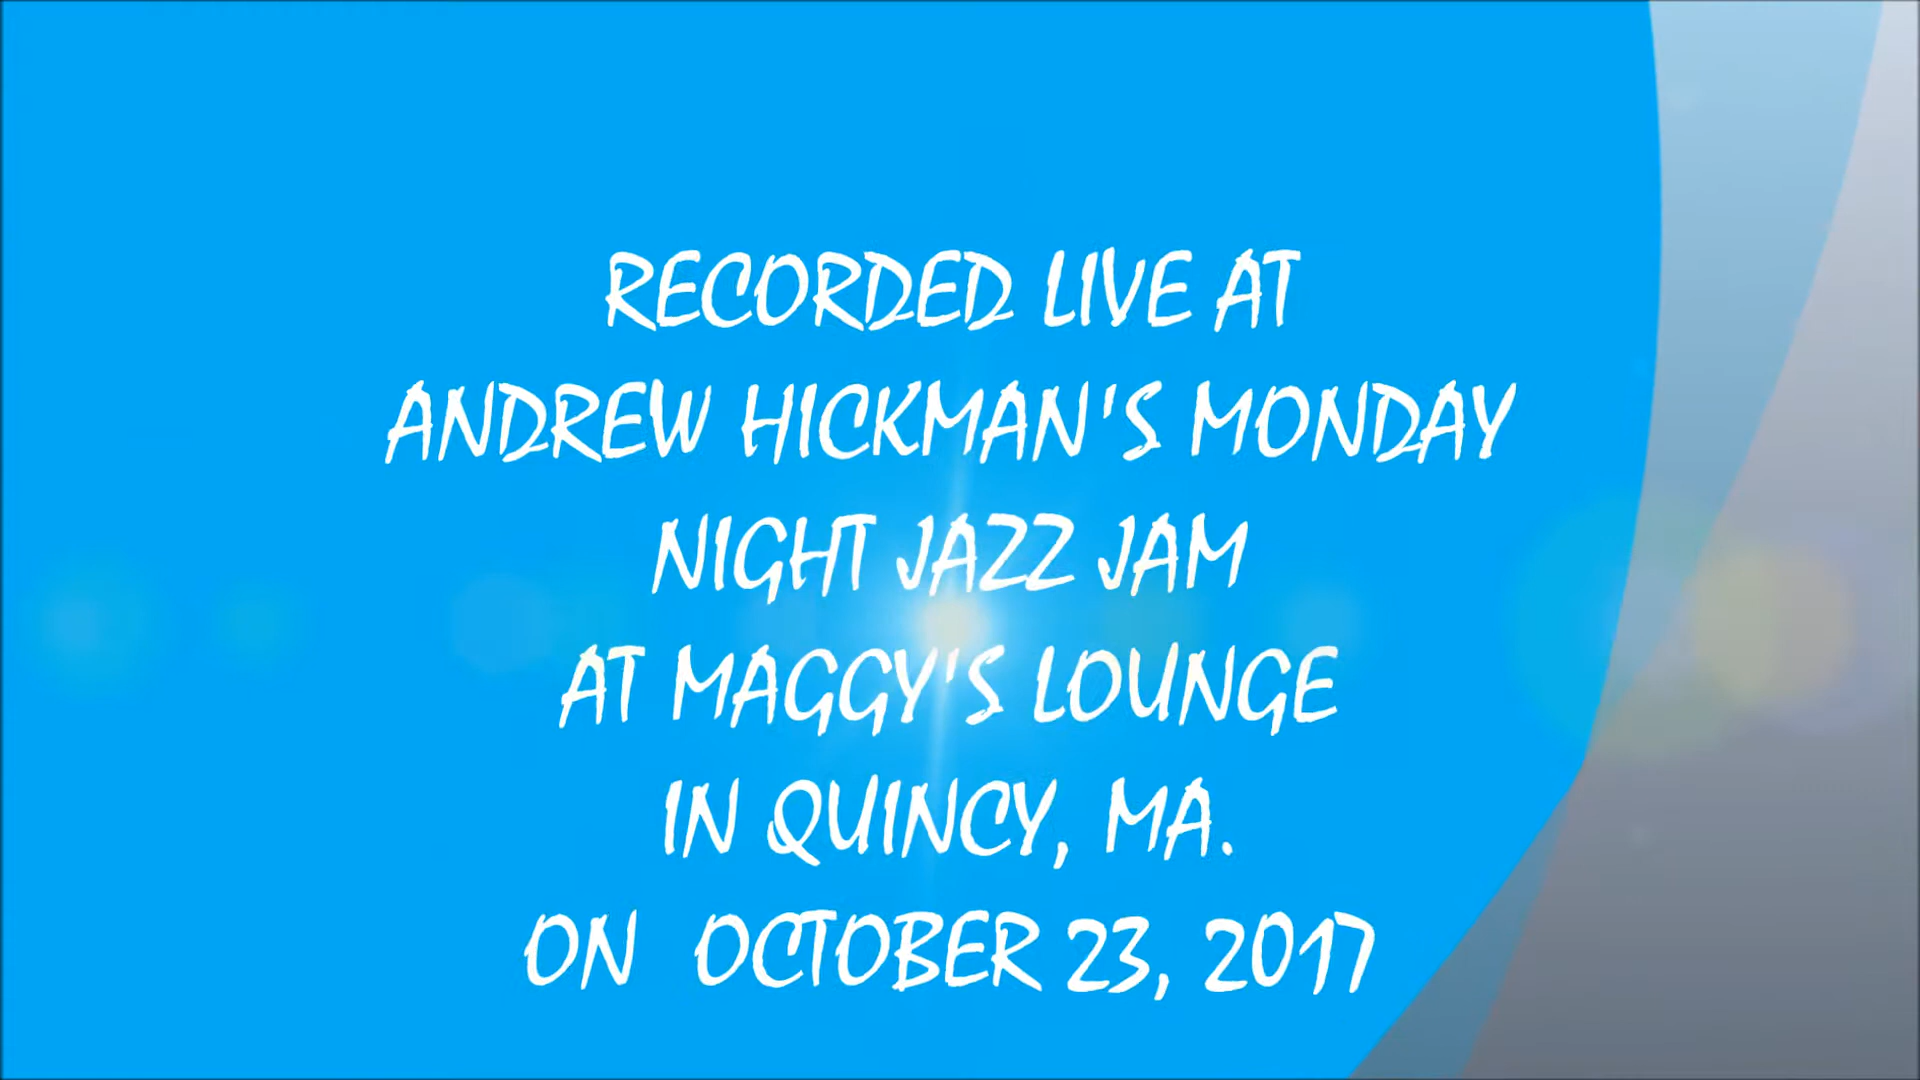 RECORDED LIVE AT
ANDREW HICKMAN'S MONDAY
NIGHT JAZZ JAM
AT MAGGY'S LOUNGE
IN QUINCY, MA.
ON OCTOBER 23, 2017